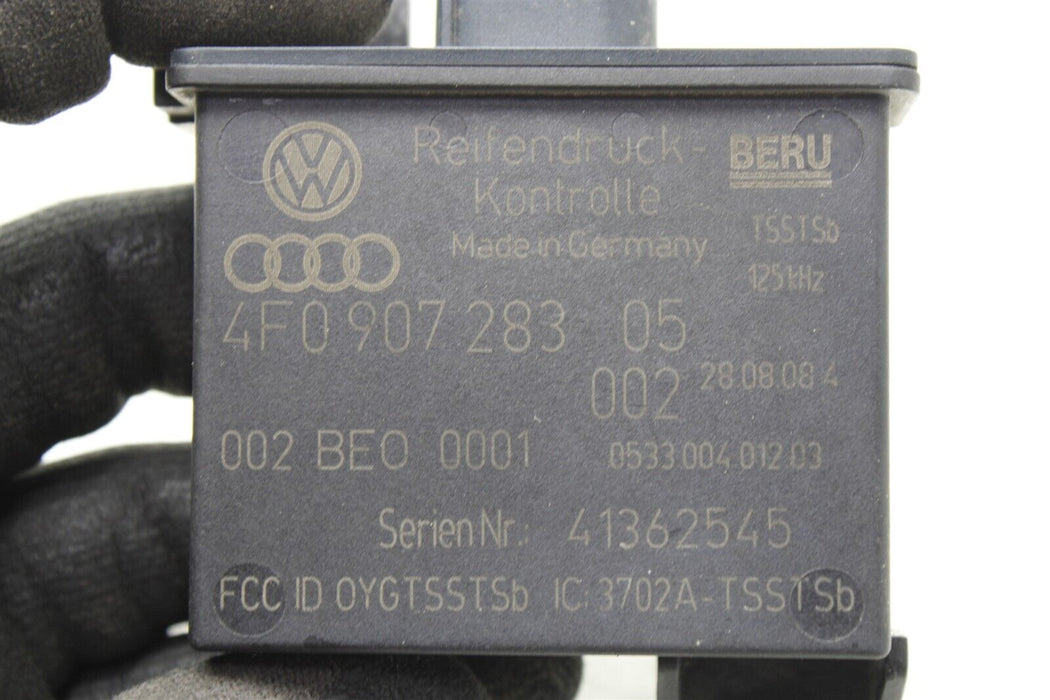 Reifendruck-
Kontrolle
Made in Germany
BERU
TSSTSb
125kHz
4F0 907 283 05
002 28.08.08 4
002 BEO 0001 0533.004.012.03
Serien Nr.: 41362545
FCC ID OYGTSSTSb IC: 3702A-TSSTSb